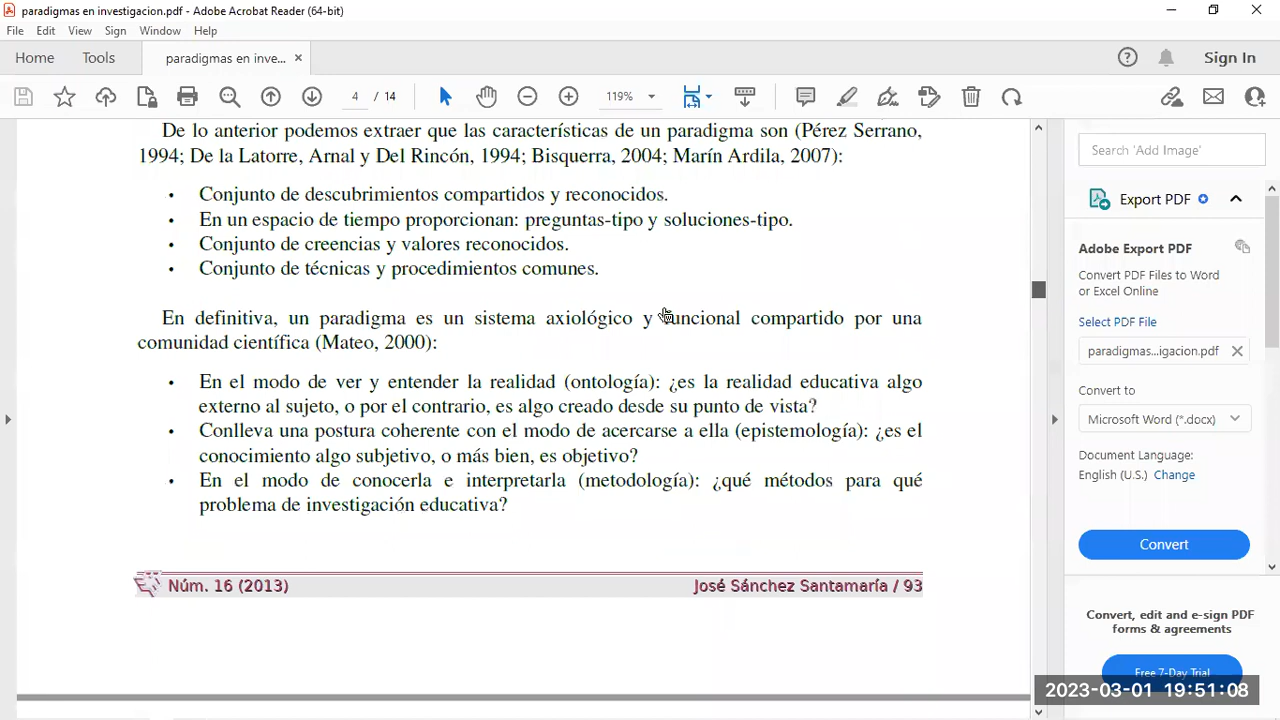 paradigmas en investigacion.pdf - Adobe Acrobat Reader (64-bit)
File Edit View Sign Window Help
Home Tools paradigmas en inve... Sign In
4 / 14 119%
De lo anterior podemos extraer que las características de un paradigma son (Pérez Serrano,
1994; De la Latorre, Arnal y Del Rincón, 1994; Bisquerra, 2004; Marín Ardila, 2007):
• Conjunto de descubrimientos compartidos y reconocidos.
• En un espacio de tiempo proporcionan: preguntas-tipo y soluciones-tipo.
• Conjunto de creencias y valores reconocidos.
• Conjunto de técnicas y procedimientos comunes.
En definitiva, un paradigma es un sistema axiológico y funcional compartido por una
comunidad científica (Mateo, 2000):
• En el modo de ver y entender la realidad (ontología): ¿es la realidad educativa algo
externo al sujeto, o por el contrario, es algo creado desde su punto de vista?
• Conlleva una postura coherente con el modo de acercarse a ella (epistemología): ¿es el
conocimiento algo subjetivo, o más bien, es objetivo?
• En el modo de conocerla e interpretarla (metodología): ¿qué métodos para qué
problema de investigación educativa?
Núm. 16 (2013) José Sánchez Santamaría / 93
Search 'Add Image'
Export PDF
Adobe Export PDF
Convert PDF Files to Word
or Excel Online
Select PDF File
paradigmas...igacion.pdf
Convert to
Microsoft Word (*.docx)
Document Language:
English (U.S.) Change
Convert
Convert, edit and e-sign PDF
forms & agreements
Free 7-Day Trial
2023-03-01 19:51:08